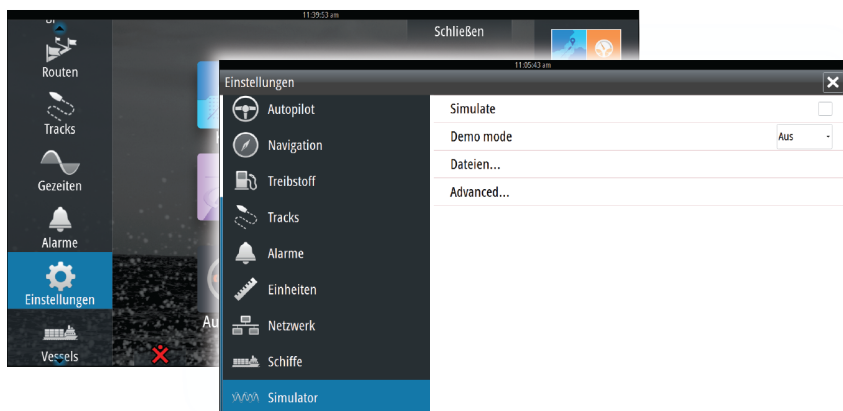 11:39:53 am
Schließen
Routen
Tracks
Gezeiten
Alarme
Einstellungen
Vessels
11:05:43 am
Einstellungen
Autopilot
Navigation
Treibstoff
Tracks
Alarme
Einheiten
Netzwerk
Schiffe
Simulator
Simulate
Demo mode
Aus
Dateien...
Advanced...